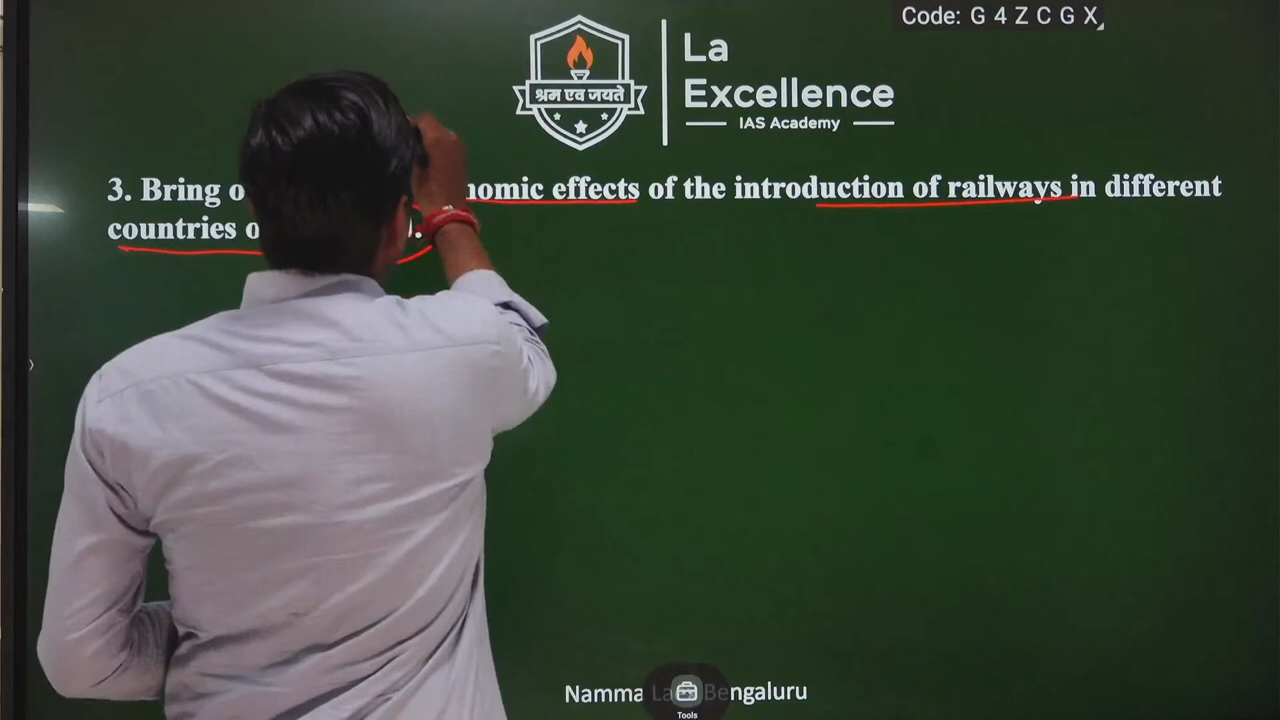 Code: G 4 Z C G X
श्रम एव जयते
La
Excellence
IAS Academy
3. Bring nomic effects of the introduction of railways in different
countries
Namma Bengaluru
Tools